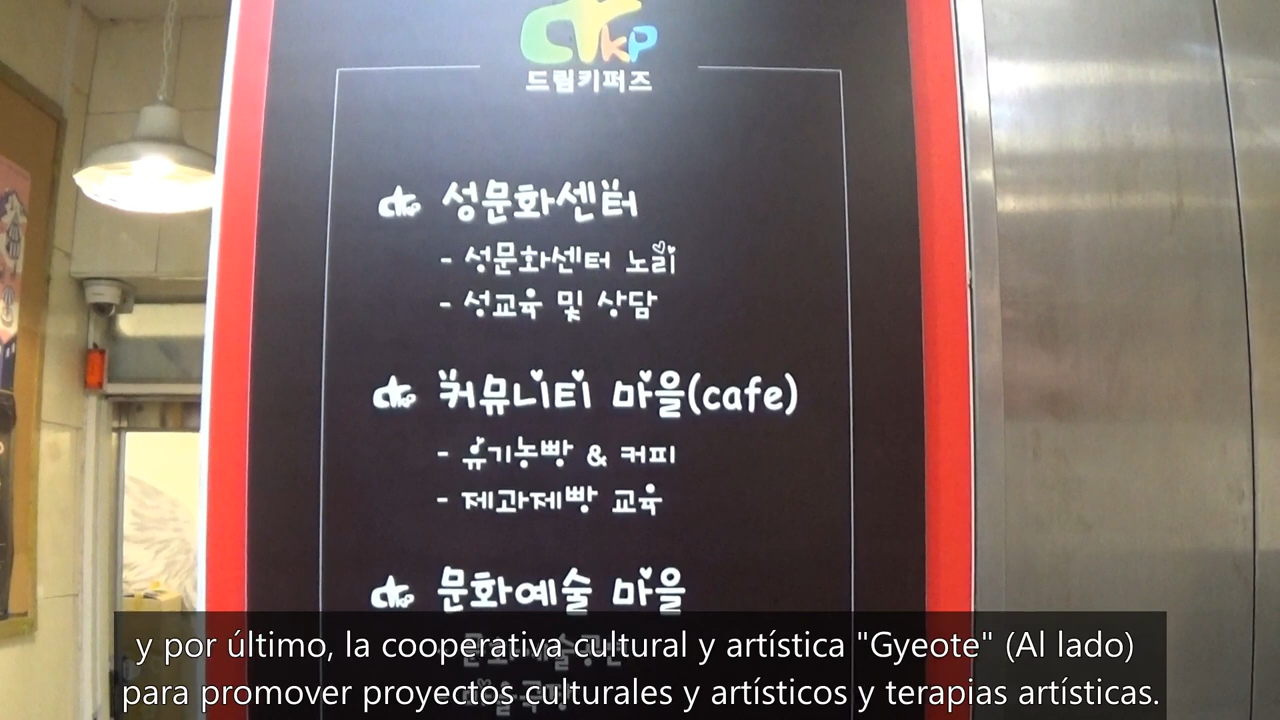 드림키퍼즈
성문화센터
- 성문화센터 노리
- 성교육 및 상담
커뮤니티 마을(cafe)
- 유기농빵 & 커피
- 제과제빵 교육
문화예술 마을
y por último, la cooperativa cultural y artística "Gyeote" (Al lado)
para promover proyectos culturales y artísticos y terapias artísticas.